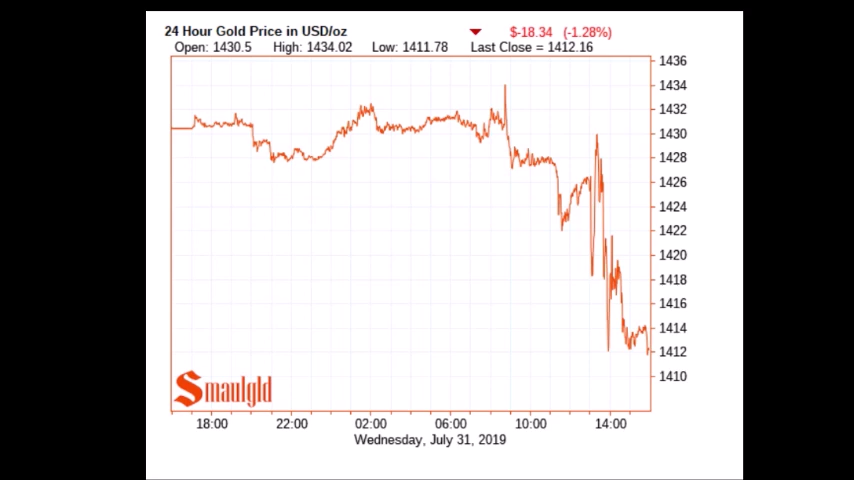 24 Hour Gold Price in USD/oz $-18.34 (-1.28%)
Open: 1430.5 High: 1434.02 Low: 1411.78 Last Close = 1412.16
1436
1434
1432
1430
1428
1426
1424
1422
1420
1418
1416
1414
1412
1410
Smaulgld
18:00 22:00 02:00 06:00 10:00 14:00
Wednesday, July 31, 2019